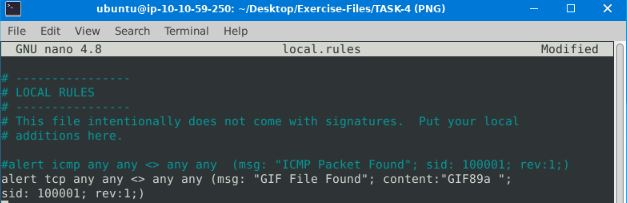 ubuntu@ip-10-10-59-250: ~/Desktop/Exercise-Files/TASK-4 (PNG)
File Edit View Search Terminal Help
GNU nano 4.8 local.rules Modified
# ----------------
# LOCAL RULES
# ----------------
# This file intentionally does not come with signatures.  Put your local
# additions here.
#alert icmp any any <> any any  (msg: "ICMP Packet Found"; sid: 100001; rev:1;)
alert tcp any any <> any any (msg: "GIF File Found"; content:"GIF89a ";
sid: 100001; rev:1;)